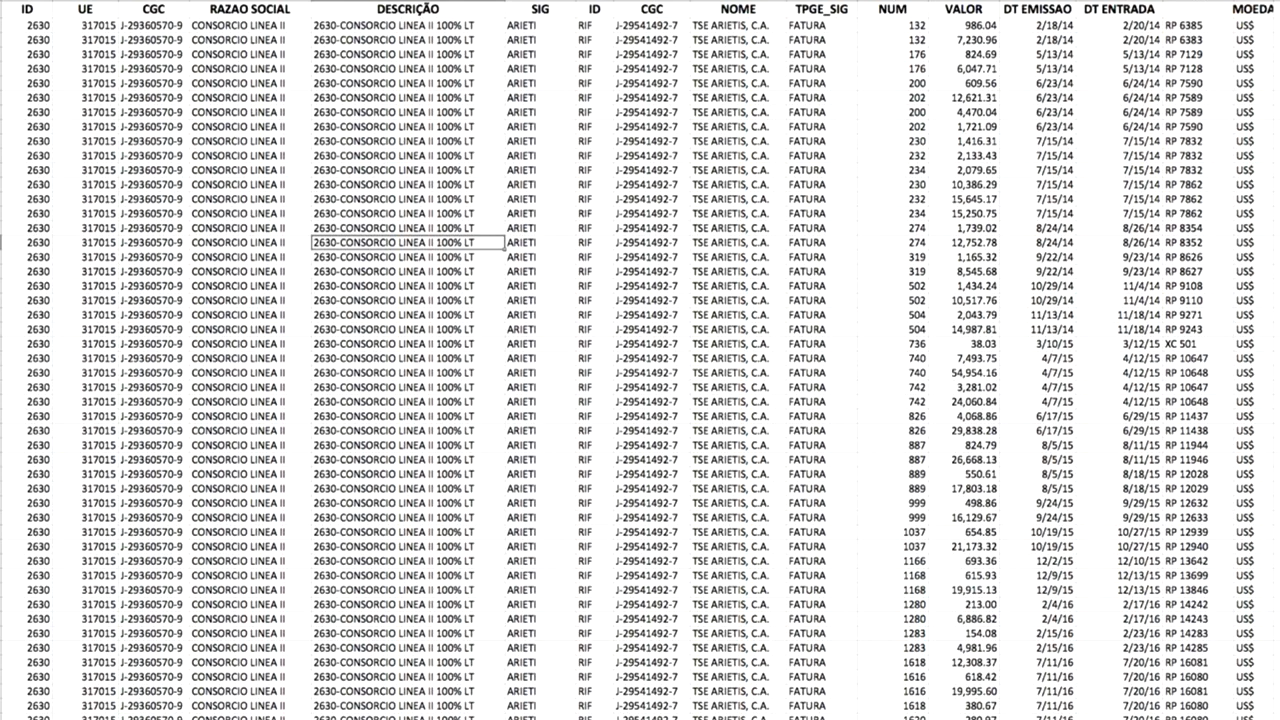 ID UE CGC RAZAO SOCIAL DESCRIÇÃO SIG ID CGC NOME TPGE_SIG NUM VALOR DT EMISSAO DT ENTRADA MOEDA
2630 317015 J-29360570-9 CONSORCIO LINEA II 2630-CONSORCIO LINEA II 100% LT ARIETI RIF J-29541492-7 TSE ARIETIS, C.A. FATURA 132 986.04 2/18/14 2/20/14 RP 6385 US$
2630 317015 J-29360570-9 CONSORCIO LINEA II 2630-CONSORCIO LINEA II 100% LT ARIETI RIF J-29541492-7 TSE ARIETIS, C.A. FATURA 132 7,230.96 2/18/14 2/20/14 RP 6383 US$
2630 317015 J-29360570-9 CONSORCIO LINEA II 2630-CONSORCIO LINEA II 100% LT ARIETI RIF J-29541492-7 TSE ARIETIS, C.A. FATURA 176 824.69 5/13/14 5/13/14 RP 7129 US$
2630 317015 J-29360570-9 CONSORCIO LINEA II 2630-CONSORCIO LINEA II 100% LT ARIETI RIF J-29541492-7 TSE ARIETIS, C.A. FATURA 176 6,047.71 5/13/14 5/13/14 RP 7128 US$
2630 317015 J-29360570-9 CONSORCIO LINEA II 2630-CONSORCIO LINEA II 100% LT ARIETI RIF J-29541492-7 TSE ARIETIS, C.A. FATURA 200 609.56 6/23/14 6/24/14 RP 7590 US$
2630 317015 J-29360570-9 CONSORCIO LINEA II 2630-CONSORCIO LINEA II 100% LT ARIETI RIF J-29541492-7 TSE ARIETIS, C.A. FATURA 202 12,621.31 6/23/14 6/24/14 RP 7589 US$
2630 317015 J-29360570-9 CONSORCIO LINEA II 2630-CONSORCIO LINEA II 100% LT ARIETI RIF J-29541492-7 TSE ARIETIS, C.A. FATURA 200 4,470.04 6/23/14 6/24/14 RP 7589 US$
2630 317015 J-29360570-9 CONSORCIO LINEA II 2630-CONSORCIO LINEA II 100% LT ARIETI RIF J-29541492-7 TSE ARIETIS, C.A. FATURA 202 1,721.09 6/23/14 6/24/14 RP 7590 US$
2630 317015 J-29360570-9 CONSORCIO LINEA II 2630-CONSORCIO LINEA II 100% LT ARIETI RIF J-29541492-7 TSE ARIETIS, C.A. FATURA 230 1,416.31 7/15/14 7/15/14 RP 7832 US$
2630 317015 J-29360570-9 CONSORCIO LINEA II 2630-CONSORCIO LINEA II 100% LT ARIETI RIF J-29541492-7 TSE ARIETIS, C.A. FATURA 232 2,133.43 7/15/14 7/15/14 RP 7832 US$
2630 317015 J-29360570-9 CONSORCIO LINEA II 2630-CONSORCIO LINEA II 100% LT ARIETI RIF J-29541492-7 TSE ARIETIS, C.A. FATURA 234 2,079.65 7/15/14 7/15/14 RP 7832 US$
2630 317015 J-29360570-9 CONSORCIO LINEA II 2630-CONSORCIO LINEA II 100% LT ARIETI RIF J-29541492-7 TSE ARIETIS, C.A. FATURA 230 10,386.29 7/15/14 7/15/14 RP 7862 US$
2630 317015 J-29360570-9 CONSORCIO LINEA II 2630-CONSORCIO LINEA II 100% LT ARIETI RIF J-29541492-7 TSE ARIETIS, C.A. FATURA 232 15,645.17 7/15/14 7/15/14 RP 7862 US$
2630 317015 J-29360570-9 CONSORCIO LINEA II 2630-CONSORCIO LINEA II 100% LT ARIETI RIF J-29541492-7 TSE ARIETIS, C.A. FATURA 234 15,250.75 7/15/14 7/15/14 RP 7862 US$
2630 317015 J-29360570-9 CONSORCIO LINEA II 2630-CONSORCIO LINEA II 100% LT ARIETI RIF J-29541492-7 TSE ARIETIS, C.A. FATURA 274 1,739.02 8/24/14 8/26/14 RP 8354 US$
2630 317015 J-29360570-9 CONSORCIO LINEA II 2630-CONSORCIO LINEA II 100% LT ARIETI RIF J-29541492-7 TSE ARIETIS, C.A. FATURA 274 12,752.78 8/24/14 8/26/14 RP 8352 US$
2630 317015 J-29360570-9 CONSORCIO LINEA II 2630-CONSORCIO LINEA II 100% LT ARIETI RIF J-29541492-7 TSE ARIETIS, C.A. FATURA 319 1,165.32 9/22/14 9/23/14 RP 8626 US$
2630 317015 J-29360570-9 CONSORCIO LINEA II 2630-CONSORCIO LINEA II 100% LT ARIETI RIF J-29541492-7 TSE ARIETIS, C.A. FATURA 319 8,545.68 9/22/14 9/23/14 RP 8627 US$
2630 317015 J-29360570-9 CONSORCIO LINEA II 2630-CONSORCIO LINEA II 100% LT ARIETI RIF J-29541492-7 TSE ARIETIS, C.A. FATURA 502 1,434.24 10/29/14 11/4/14 RP 9108 US$
2630 317015 J-29360570-9 CONSORCIO LINEA II 2630-CONSORCIO LINEA II 100% LT ARIETI RIF J-29541492-7 TSE ARIETIS, C.A. FATURA 502 10,517.76 10/29/14 11/4/14 RP 9110 US$
2630 317015 J-29360570-9 CONSORCIO LINEA II 2630-CONSORCIO LINEA II 100% LT ARIETI RIF J-29541492-7 TSE ARIETIS, C.A. FATURA 504 2,043.79 11/13/14 11/18/14 RP 9271 US$
2630 317015 J-29360570-9 CONSORCIO LINEA II 2630-CONSORCIO LINEA II 100% LT ARIETI RIF J-29541492-7 TSE ARIETIS, C.A. FATURA 504 14,987.81 11/13/14 11/18/14 RP 9243 US$
2630 317015 J-29360570-9 CONSORCIO LINEA II 2630-CONSORCIO LINEA II 100% LT ARIETI RIF J-29541492-7 TSE ARIETIS, C.A. FATURA 736 38.03 3/10/15 3/12/15 XC 501 US$
2630 317015 J-29360570-9 CONSORCIO LINEA II 2630-CONSORCIO LINEA II 100% LT ARIETI RIF J-29541492-7 TSE ARIETIS, C.A. FATURA 740 7,493.75 4/7/15 4/12/15 RP 10647 US$
2630 317015 J-29360570-9 CONSORCIO LINEA II 2630-CONSORCIO LINEA II 100% LT ARIETI RIF J-29541492-7 TSE ARIETIS, C.A. FATURA 740 54,954.16 4/7/15 4/12/15 RP 10648 US$
2630 317015 J-29360570-9 CONSORCIO LINEA II 2630-CONSORCIO LINEA II 100% LT ARIETI RIF J-29541492-7 TSE ARIETIS, C.A. FATURA 742 3,281.02 4/7/15 4/12/15 RP 10647 US$
2630 317015 J-29360570-9 CONSORCIO LINEA II 2630-CONSORCIO LINEA II 100% LT ARIETI RIF J-29541492-7 TSE ARIETIS, C.A. FATURA 742 24,060.84 4/7/15 4/12/15 RP 10648 US$
2630 317015 J-29360570-9 CONSORCIO LINEA II 2630-CONSORCIO LINEA II 100% LT ARIETI RIF J-29541492-7 TSE ARIETIS, C.A. FATURA 826 4,068.86 6/17/15 6/29/15 RP 11437 US$
2630 317015 J-29360570-9 CONSORCIO LINEA II 2630-CONSORCIO LINEA II 100% LT ARIETI RIF J-29541492-7 TSE ARIETIS, C.A. FATURA 826 29,838.28 6/17/15 6/29/15 RP 11438 US$
2630 317015 J-29360570-9 CONSORCIO LINEA II 2630-CONSORCIO LINEA II 100% LT ARIETI RIF J-29541492-7 TSE ARIETIS, C.A. FATURA 887 824.79 8/5/15 8/11/15 RP 11944 US$
2630 317015 J-29360570-9 CONSORCIO LINEA II 2630-CONSORCIO LINEA II 100% LT ARIETI RIF J-29541492-7 TSE ARIETIS, C.A. FATURA 887 26,668.13 8/5/15 8/11/15 RP 11946 US$
2630 317015 J-29360570-9 CONSORCIO LINEA II 2630-CONSORCIO LINEA II 100% LT ARIETI RIF J-29541492-7 TSE ARIETIS, C.A. FATURA 889 550.61 8/5/15 8/18/15 RP 12028 US$
2630 317015 J-29360570-9 CONSORCIO LINEA II 2630-CONSORCIO LINEA II 100% LT ARIETI RIF J-29541492-7 TSE ARIETIS, C.A. FATURA 889 17,803.18 8/5/15 8/18/15 RP 12029 US$
2630 317015 J-29360570-9 CONSORCIO LINEA II 2630-CONSORCIO LINEA II 100% LT ARIETI RIF J-29541492-7 TSE ARIETIS, C.A. FATURA 999 498.86 9/24/15 9/29/15 RP 12632 US$
2630 317015 J-29360570-9 CONSORCIO LINEA II 2630-CONSORCIO LINEA II 100% LT ARIETI RIF J-29541492-7 TSE ARIETIS, C.A. FATURA 999 16,129.67 9/24/15 9/29/15 RP 12633 US$
2630 317015 J-29360570-9 CONSORCIO LINEA II 2630-CONSORCIO LINEA II 100% LT ARIETI RIF J-29541492-7 TSE ARIETIS, C.A. FATURA 1037 654.85 10/19/15 10/27/15 RP 12939 US$
2630 317015 J-29360570-9 CONSORCIO LINEA II 2630-CONSORCIO LINEA II 100% LT ARIETI RIF J-29541492-7 TSE ARIETIS, C.A. FATURA 1037 21,173.32 10/19/15 10/27/15 RP 12940 US$
2630 317015 J-29360570-9 CONSORCIO LINEA II 2630-CONSORCIO LINEA II 100% LT ARIETI RIF J-29541492-7 TSE ARIETIS, C.A. FATURA 1166 693.36 12/2/15 12/10/15 RP 13642 US$
2630 317015 J-29360570-9 CONSORCIO LINEA II 2630-CONSORCIO LINEA II 100% LT ARIETI RIF J-29541492-7 TSE ARIETIS, C.A. FATURA 1168 615.93 12/9/15 12/13/15 RP 13699 US$
2630 317015 J-29360570-9 CONSORCIO LINEA II 2630-CONSORCIO LINEA II 100% LT ARIETI RIF J-29541492-7 TSE ARIETIS, C.A. FATURA 1168 19,915.13 12/9/15 12/13/15 RP 13846 US$
2630 317015 J-29360570-9 CONSORCIO LINEA II 2630-CONSORCIO LINEA II 100% LT ARIETI RIF J-29541492-7 TSE ARIETIS, C.A. FATURA 1280 213.00 2/4/16 2/17/16 RP 14242 US$
2630 317015 J-29360570-9 CONSORCIO LINEA II 2630-CONSORCIO LINEA II 100% LT ARIETI RIF J-29541492-7 TSE ARIETIS, C.A. FATURA 1280 6,886.82 2/4/16 2/17/16 RP 14243 US$
2630 317015 J-29360570-9 CONSORCIO LINEA II 2630-CONSORCIO LINEA II 100% LT ARIETI RIF J-29541492-7 TSE ARIETIS, C.A. FATURA 1283 154.08 2/15/16 2/23/16 RP 14283 US$
2630 317015 J-29360570-9 CONSORCIO LINEA II 2630-CONSORCIO LINEA II 100% LT ARIETI RIF J-29541492-7 TSE ARIETIS, C.A. FATURA 1283 4,981.96 2/15/16 2/23/16 RP 14285 US$
2630 317015 J-29360570-9 CONSORCIO LINEA II 2630-CONSORCIO LINEA II 100% LT ARIETI RIF J-29541492-7 TSE ARIETIS, C.A. FATURA 1618 12,308.37 7/11/16 7/20/16 RP 16081 US$
2630 317015 J-29360570-9 CONSORCIO LINEA II 2630-CONSORCIO LINEA II 100% LT ARIETI RIF J-29541492-7 TSE ARIETIS, C.A. FATURA 1616 618.42 7/11/16 7/20/16 RP 16080 US$
2630 317015 J-29360570-9 CONSORCIO LINEA II 2630-CONSORCIO LINEA II 100% LT ARIETI RIF J-29541492-7 TSE ARIETIS, C.A. FATURA 1616 19,995.60 7/11/16 7/20/16 RP 16081 US$
2630 317015 J-29360570-9 CONSORCIO LINEA II 2630-CONSORCIO LINEA II 100% LT ARIETI RIF J-29541492-7 TSE ARIETIS, C.A. FATURA 1618 380.67 7/11/16 7/20/16 RP 16080 US$